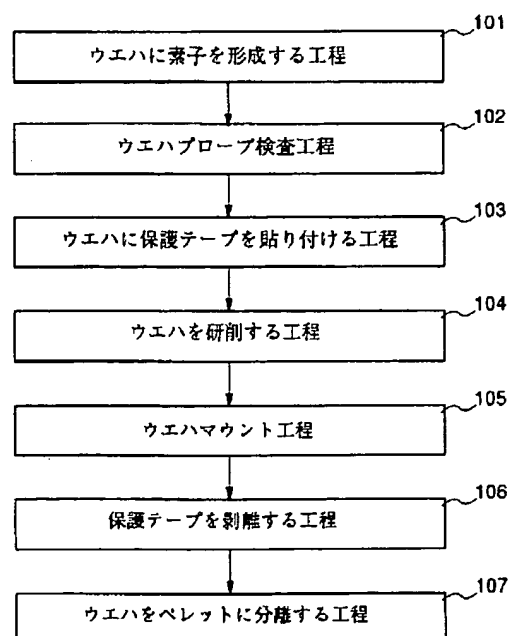 101
ウエハに素子を形成する工程
102
ウエハプローブ検査工程
103
ウエハに保護テープを貼り付ける工程
104
ウエハを研削する工程
105
ウエハマウント工程
106
保護テープを剥離する工程
107
ウエハをペレットに分離する工程